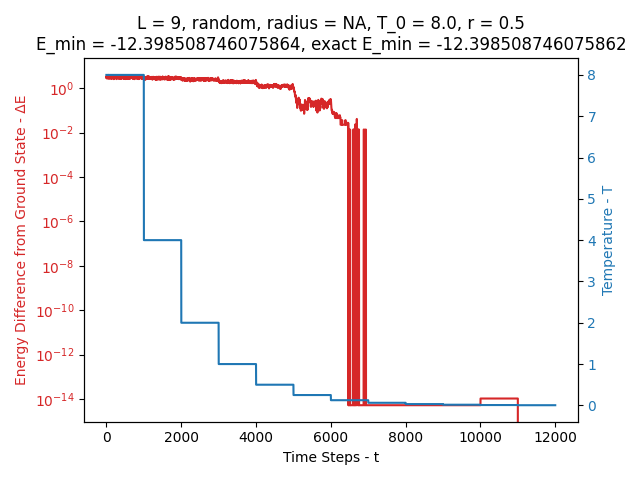 L = 9, random, radius = NA, T_0 = 8.0, r = 0.5
E_min = -12.398508746075864, exact E_min = -12.398508746075862
Energy Difference from Ground State - ΔE
10⁰
10⁻²
10⁻⁴
10⁻⁶
10⁻⁸
10⁻¹⁰
10⁻¹²
10⁻¹⁴
8
7
6
5
4
3
2
1
0
Temperature - T
0 2000 4000 6000 8000 10000 12000
Time Steps - t